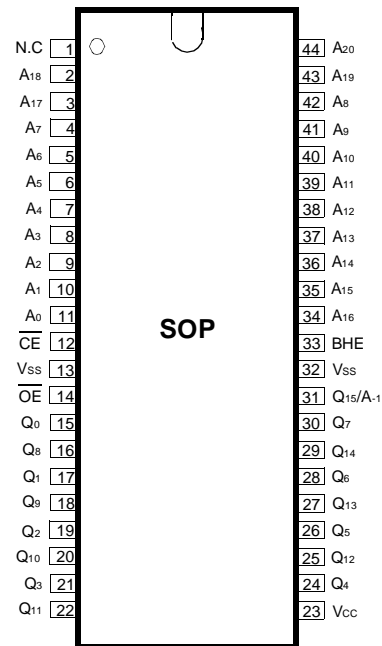 N.C 1 44 A20
A18 2 43 A19
A17 3 42 A8
A7 4 41 A9
A6 5 40 A10
A5 6 39 A11
A4 7 38 A12
A3 8 37 A13
A2 9 36 A14
A1 10 35 A15
A0 11 34 A16
SOP
C̅E̅ 12 33 BHE
VSS 13 32 VSS
O̅E̅ 14 31 Q15/A-1
Q0 15 30 Q7
Q8 16 29 Q14
Q1 17 28 Q6
Q9 18 27 Q13
Q2 19 26 Q5
Q10 20 25 Q12
Q3 21 24 Q4
Q11 22 23 VCC